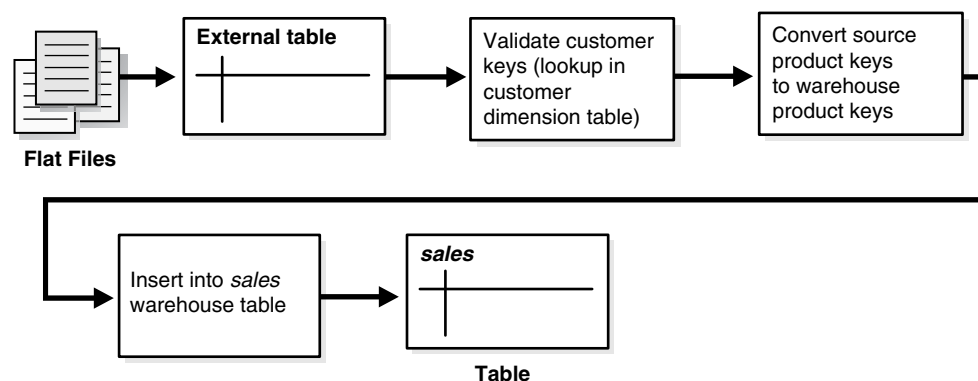 External table
Validate customer
keys (lookup in
customer
dimension table)
Convert source
product keys
to warehouse
product keys
Flat Files
Insert into sales
warehouse table
sales
Table